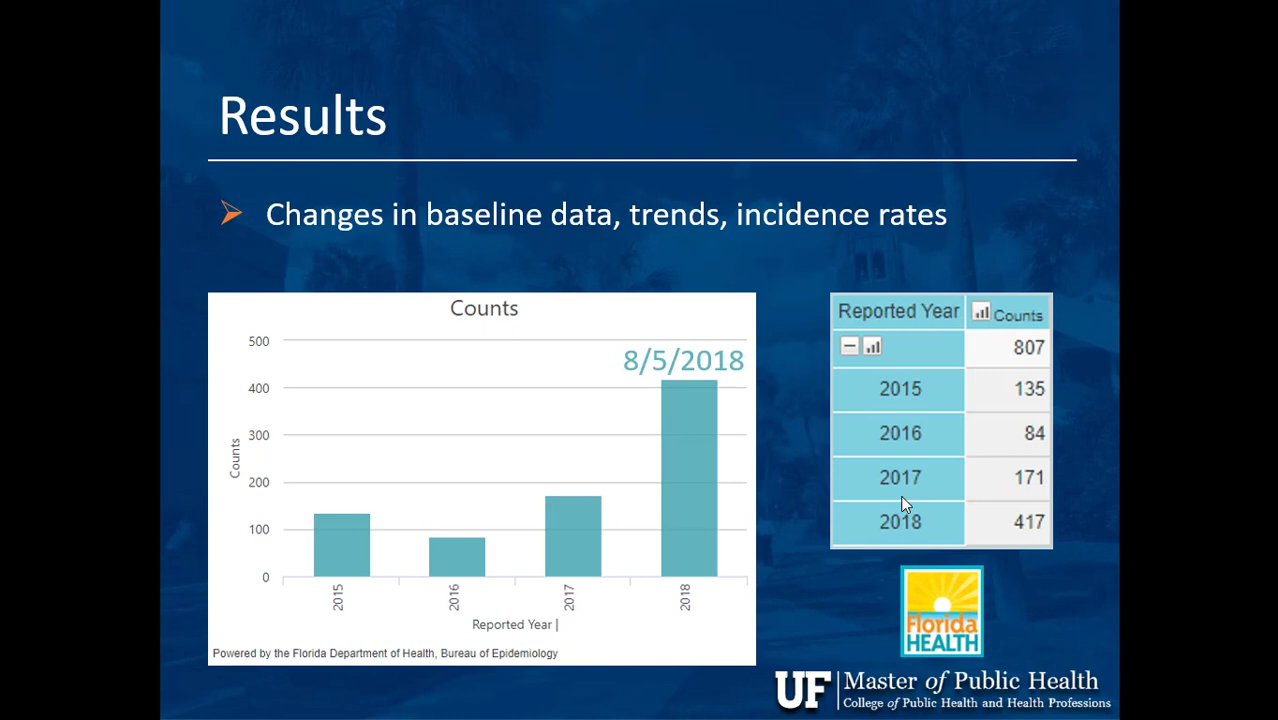 Results
Changes in baseline data, trends, incidence rates
Counts
8/5/2018
500
400
300
200
100
0
Counts
2015
2016
2017
2018
Reported Year |
Powered by the Florida Department of Health, Bureau of Epidemiology
Reported Year Counts
807
2015 135
2016 84
2017 171
2018 417
Florida
HEALTH
UF Master of Public Health
College of Public Health and Health Professions